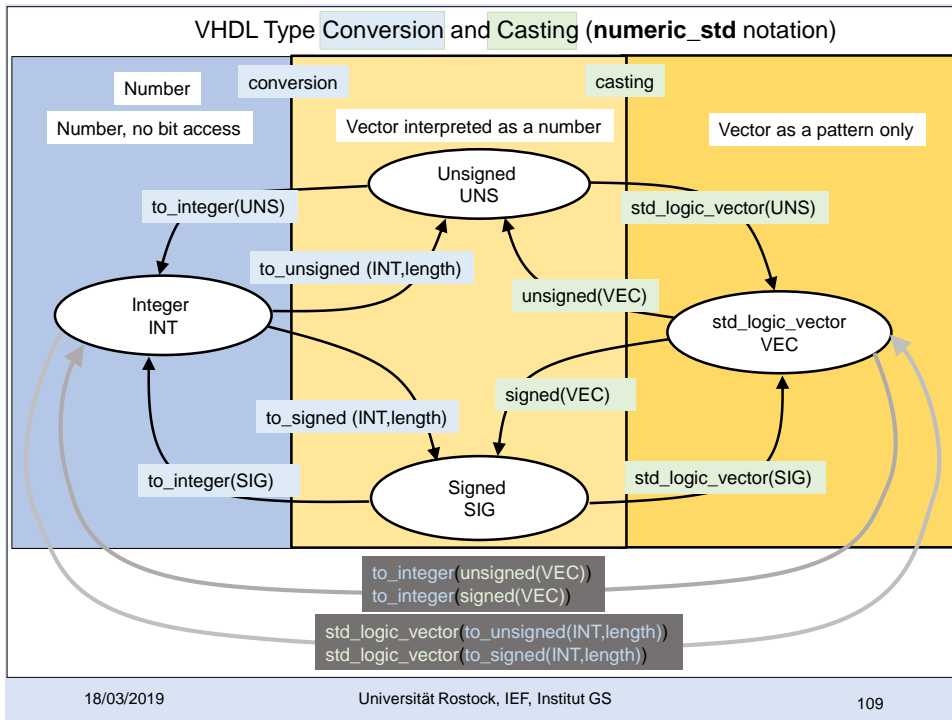 VHDL Type Conversion and Casting (numeric_std notation)
conversion
casting
Number
Number, no bit access
Vector interpreted as a number
Vector as a pattern only
Unsigned
UNS
to_integer(UNS)
std_logic_vector(UNS)
to_unsigned (INT,length)
unsigned(VEC)
Integer
INT
std_logic_vector
VEC
signed(VEC)
to_signed (INT,length)
to_integer(SIG)
Signed
SIG
std_logic_vector(SIG)
to_integer(unsigned(VEC))
to_integer(signed(VEC))
std_logic_vector(to_unsigned(INT,length))
std_logic_vector(to_signed(INT,length))
18/03/2019
Universität Rostock, IEF, Institut GS
109